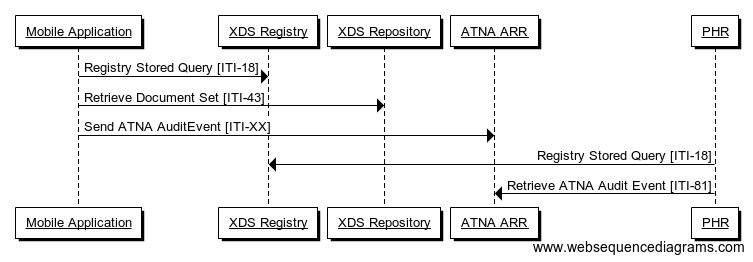 Mobile Application XDS Registry XDS Repository ATNA ARR PHR
Registry Stored Query [ITI-18]
Retrieve Document Set [ITI-43]
Send ATNA AuditEvent [ITI-XX]
Registry Stored Query [ITI-18]
Retrieve ATNA Audit Event [ITI-81]
Mobile Application XDS Registry XDS Repository ATNA ARR PHR
www.websequencediagrams.com